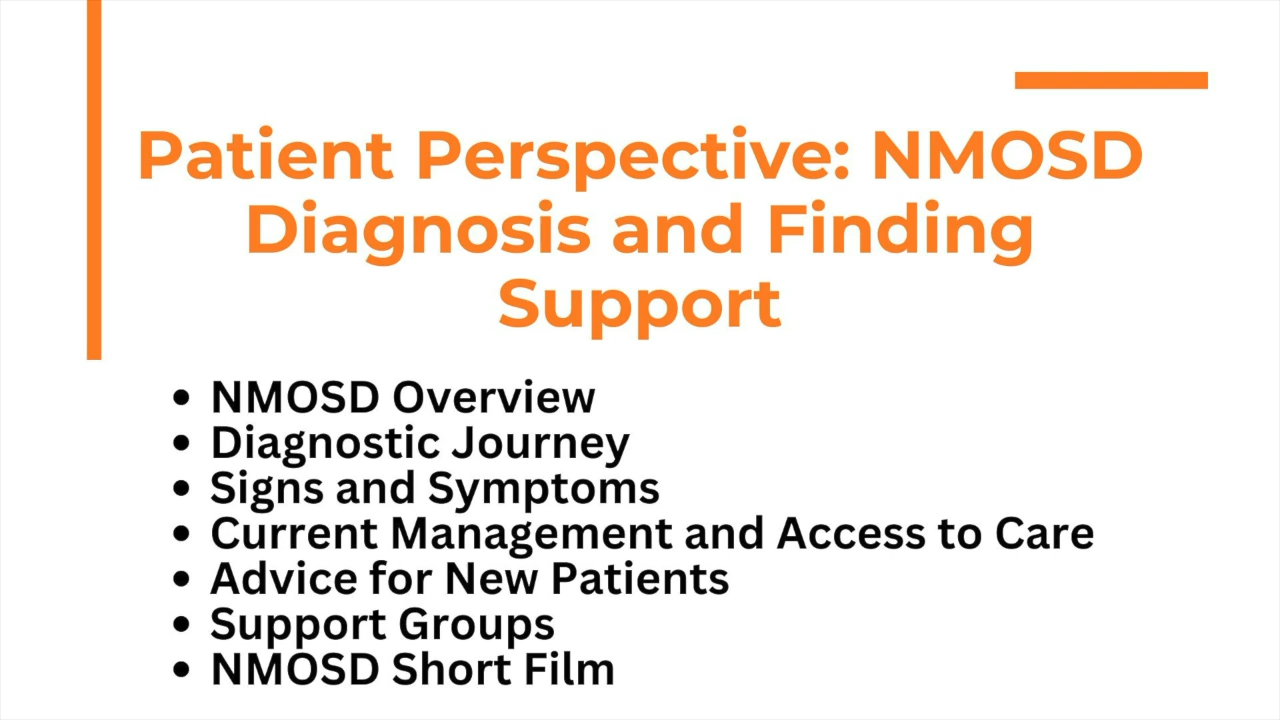 Patient Perspective: NMOSD
Diagnosis and Finding
Support
• NMOSD Overview
• Diagnostic Journey
• Signs and Symptoms
• Current Management and Access to Care
• Advice for New Patients
• Support Groups
• NMOSD Short Film